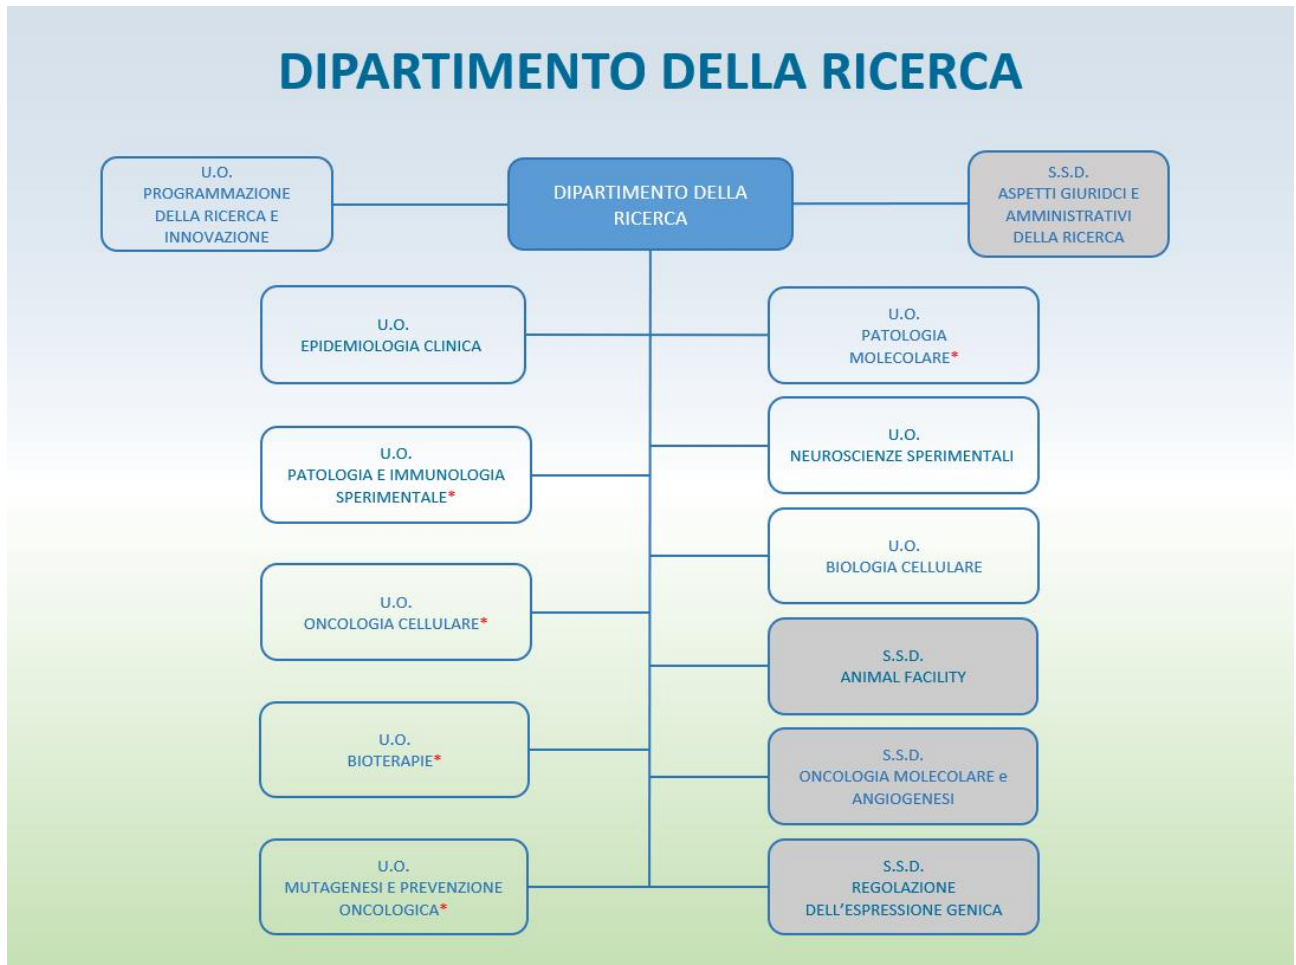 DIPARTIMENTO DELLA RICERCA
U.O.
PROGRAMMAZIONE
DELLA RICERCA E
INNOVAZIONE
DIPARTIMENTO DELLA
RICERCA
S.S.D.
ASPETTI GIURIDCI E
AMMINISTRATIVI
DELLA RICERCA
U.O.
EPIDEMIOLOGIA CLINICA
U.O.
PATOLOGIA
MOLECOLARE*
U.O.
PATOLOGIA E IMMUNOLOGIA
SPERIMENTALE*
U.O.
NEUROSCIENZE SPERIMENTALI
U.O.
BIOLOGIA CELLULARE
U.O.
ONCOLOGIA CELLULARE*
S.S.D.
ANIMAL FACILITY
U.O.
BIOTERAPIE*
S.S.D.
ONCOLOGIA MOLECOLARE e
ANGIOGENESI
U.O.
MUTAGENESI E PREVENZIONE
ONCOLOGICA*
S.S.D.
REGOLAZIONE
DELL’ESPRESSIONE GENICA